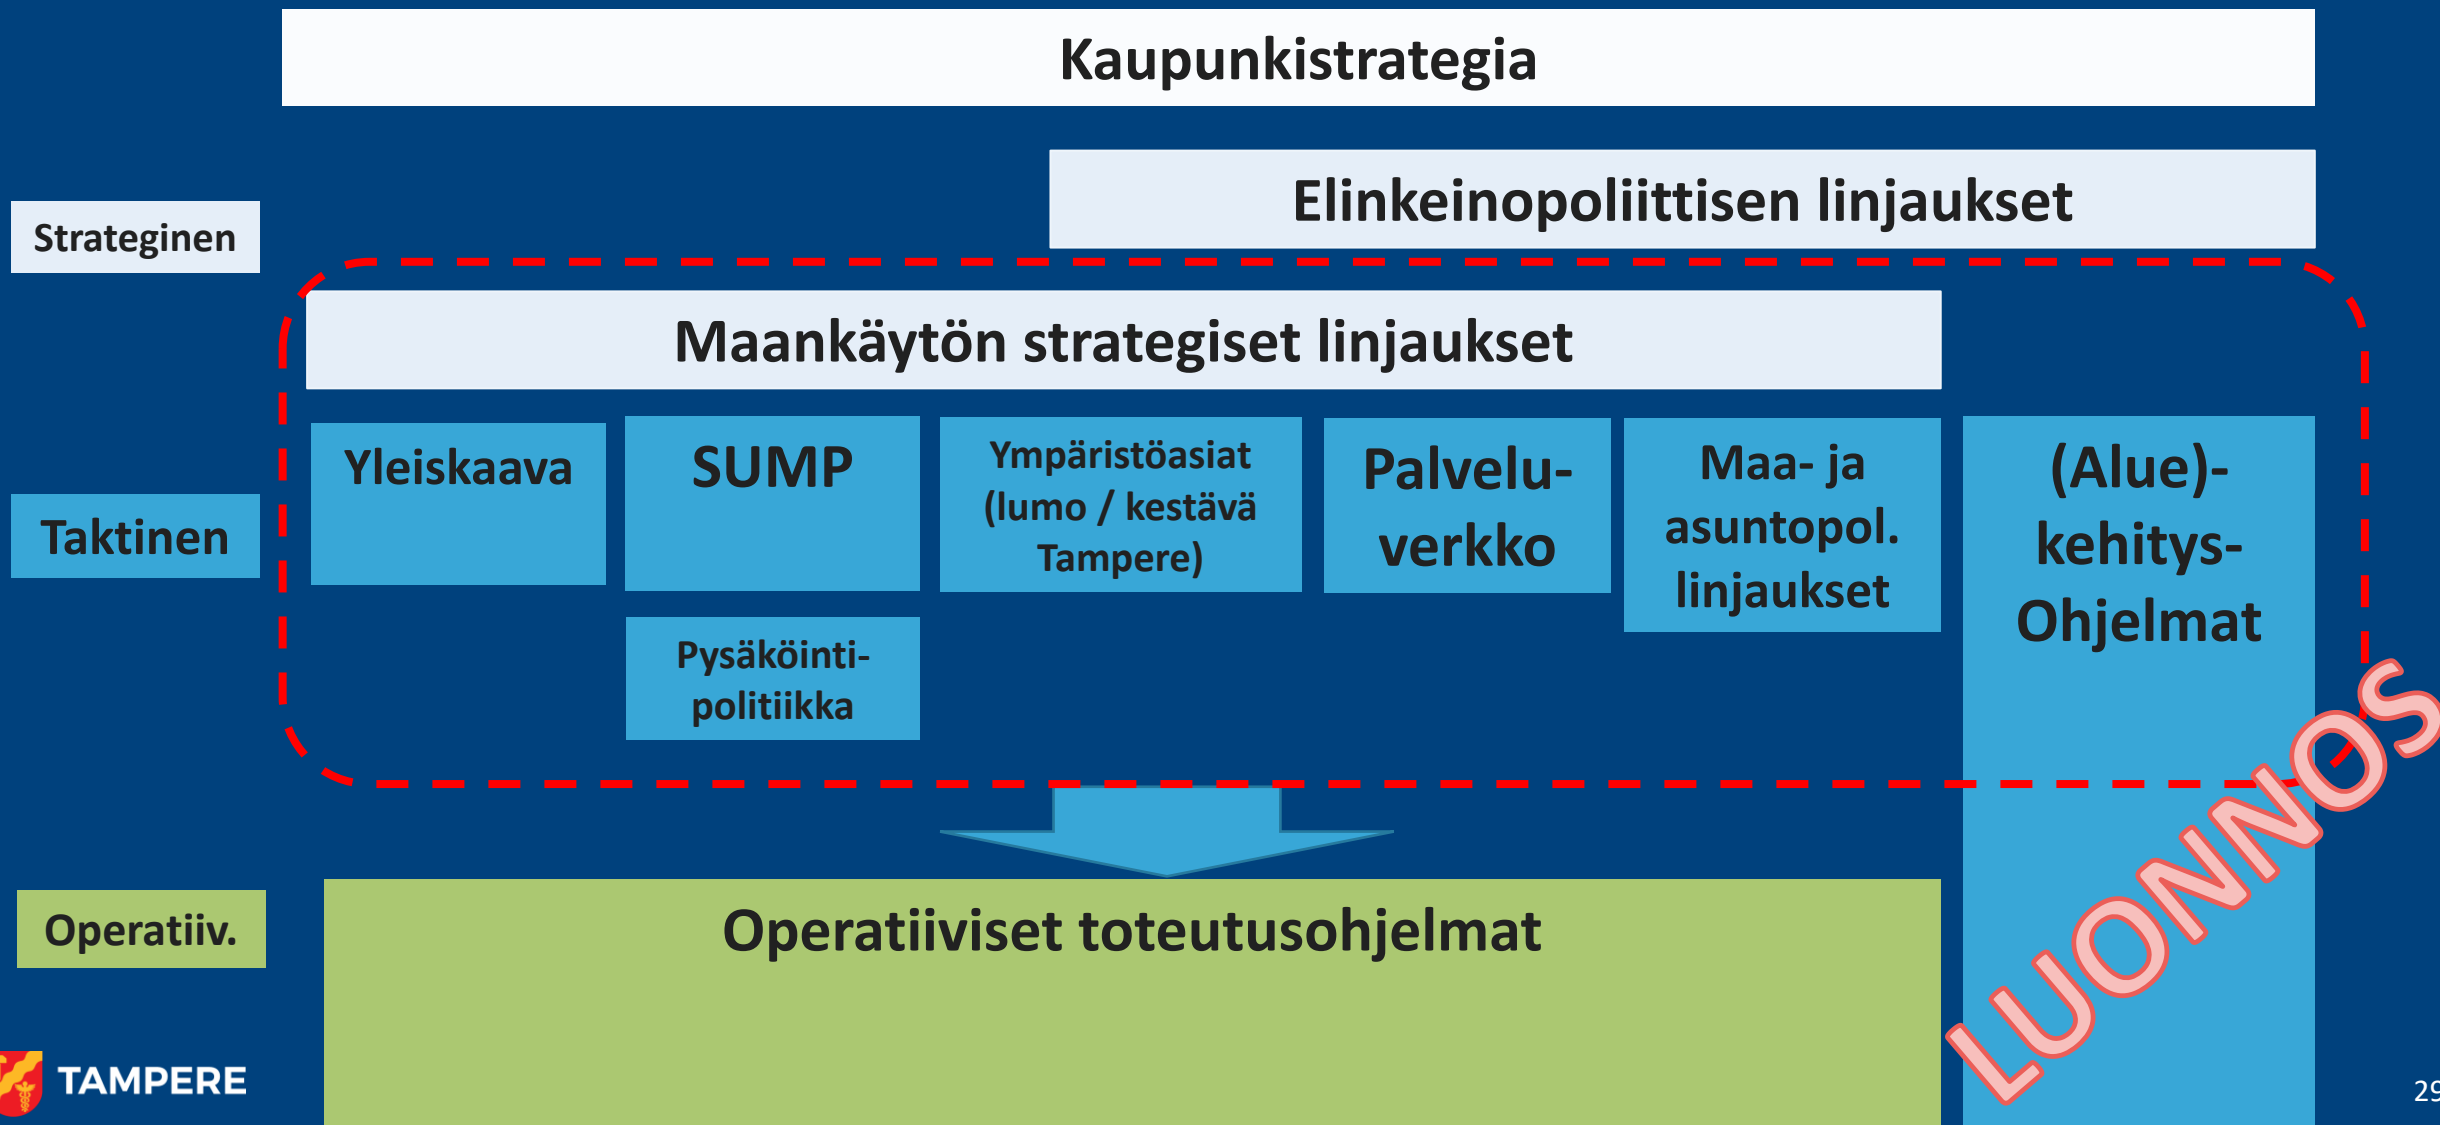 Kaupunkistrategia
Elinkeinopoliittisen linjaukset
Strateginen
Maankäytön strategiset linjaukset
Yleiskaava
SUMP
Ympäristöasiat
(lumo / kestävä
Tampere)
Palvelu-
verkko
Maa- ja
asuntopol.
linjaukset
(Alue)-
kehitys-
Ohjelmat
Taktinen
Pysäköinti-
politiikka
Operatiiv.
Operatiiviset toteutusohjelmat
LUONNOS
TAMPERE
29